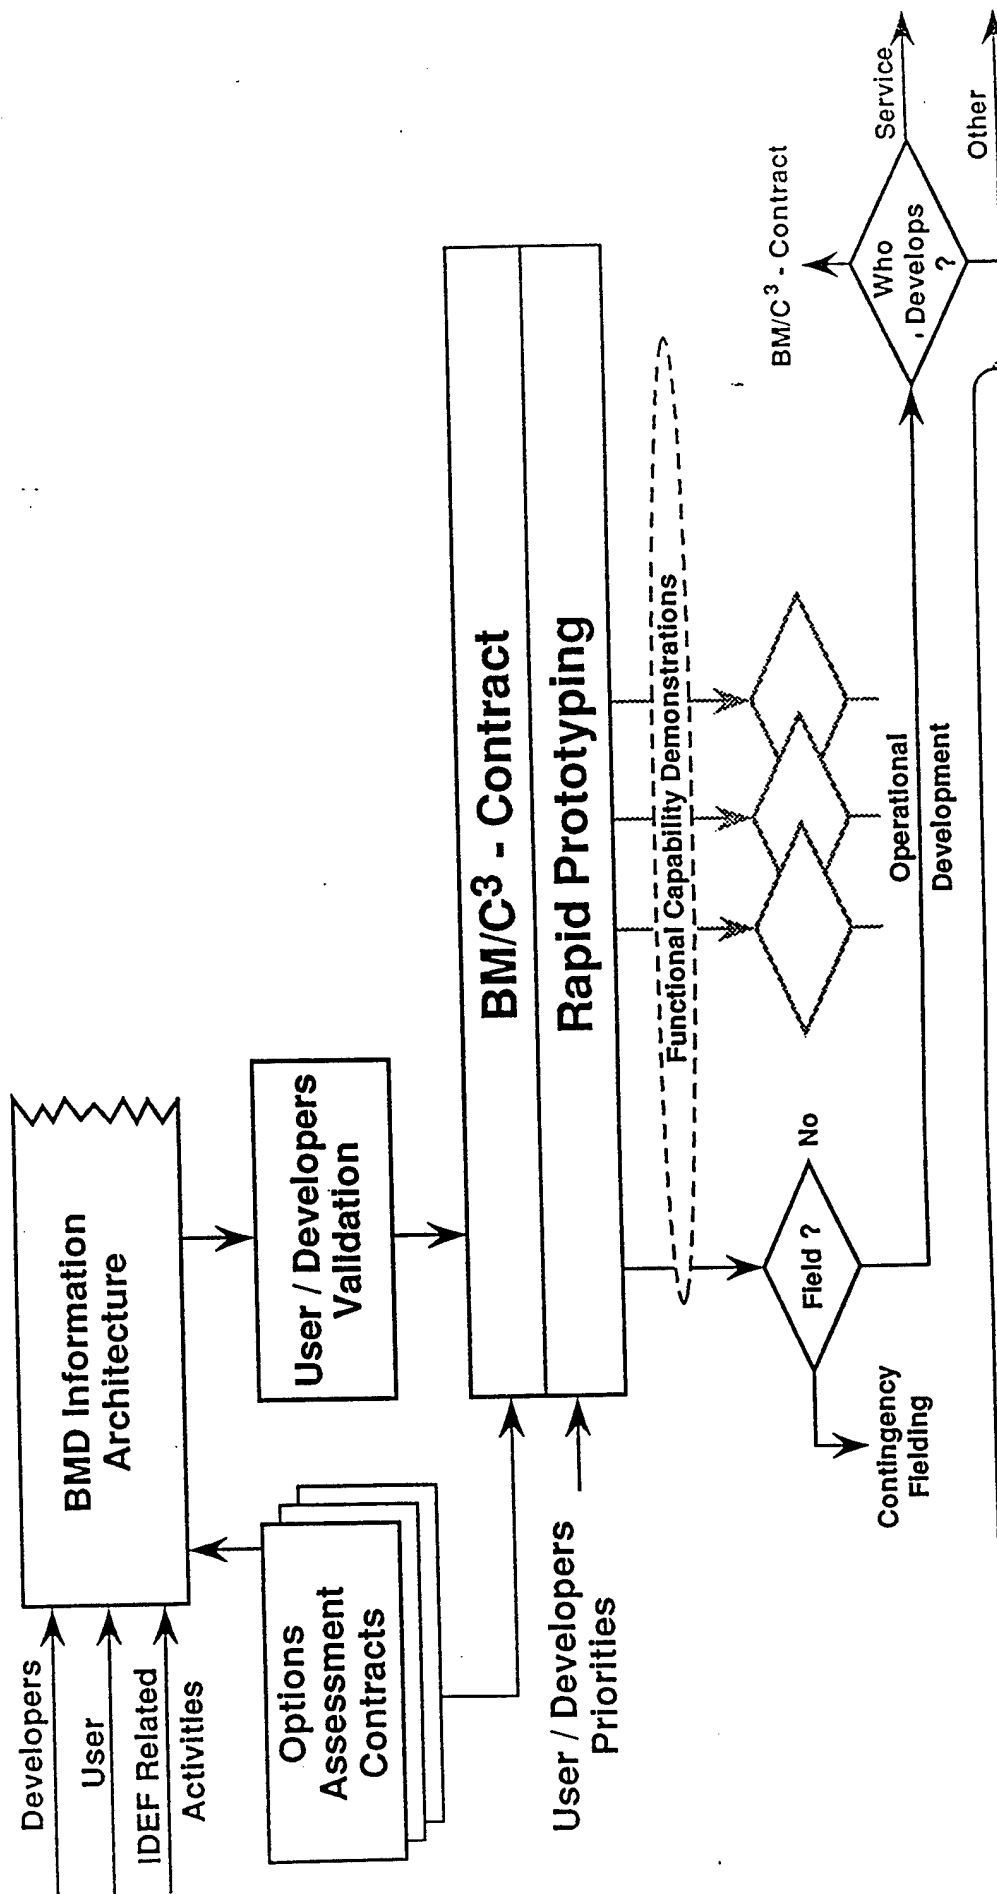 Developers
User
IDEF Related
Activities
BMD Information
Architecture
Options
Assessment
Contracts
User / Developers
Validation
User / Developers
Priorities
BM/C³ - Contract
Rapid Prototyping
Functional Capability Demonstrations
Field ?
No
Contingency
Fielding
Operational
Development
Who
Develops
?
BM/C³ - Contract
Service
Other